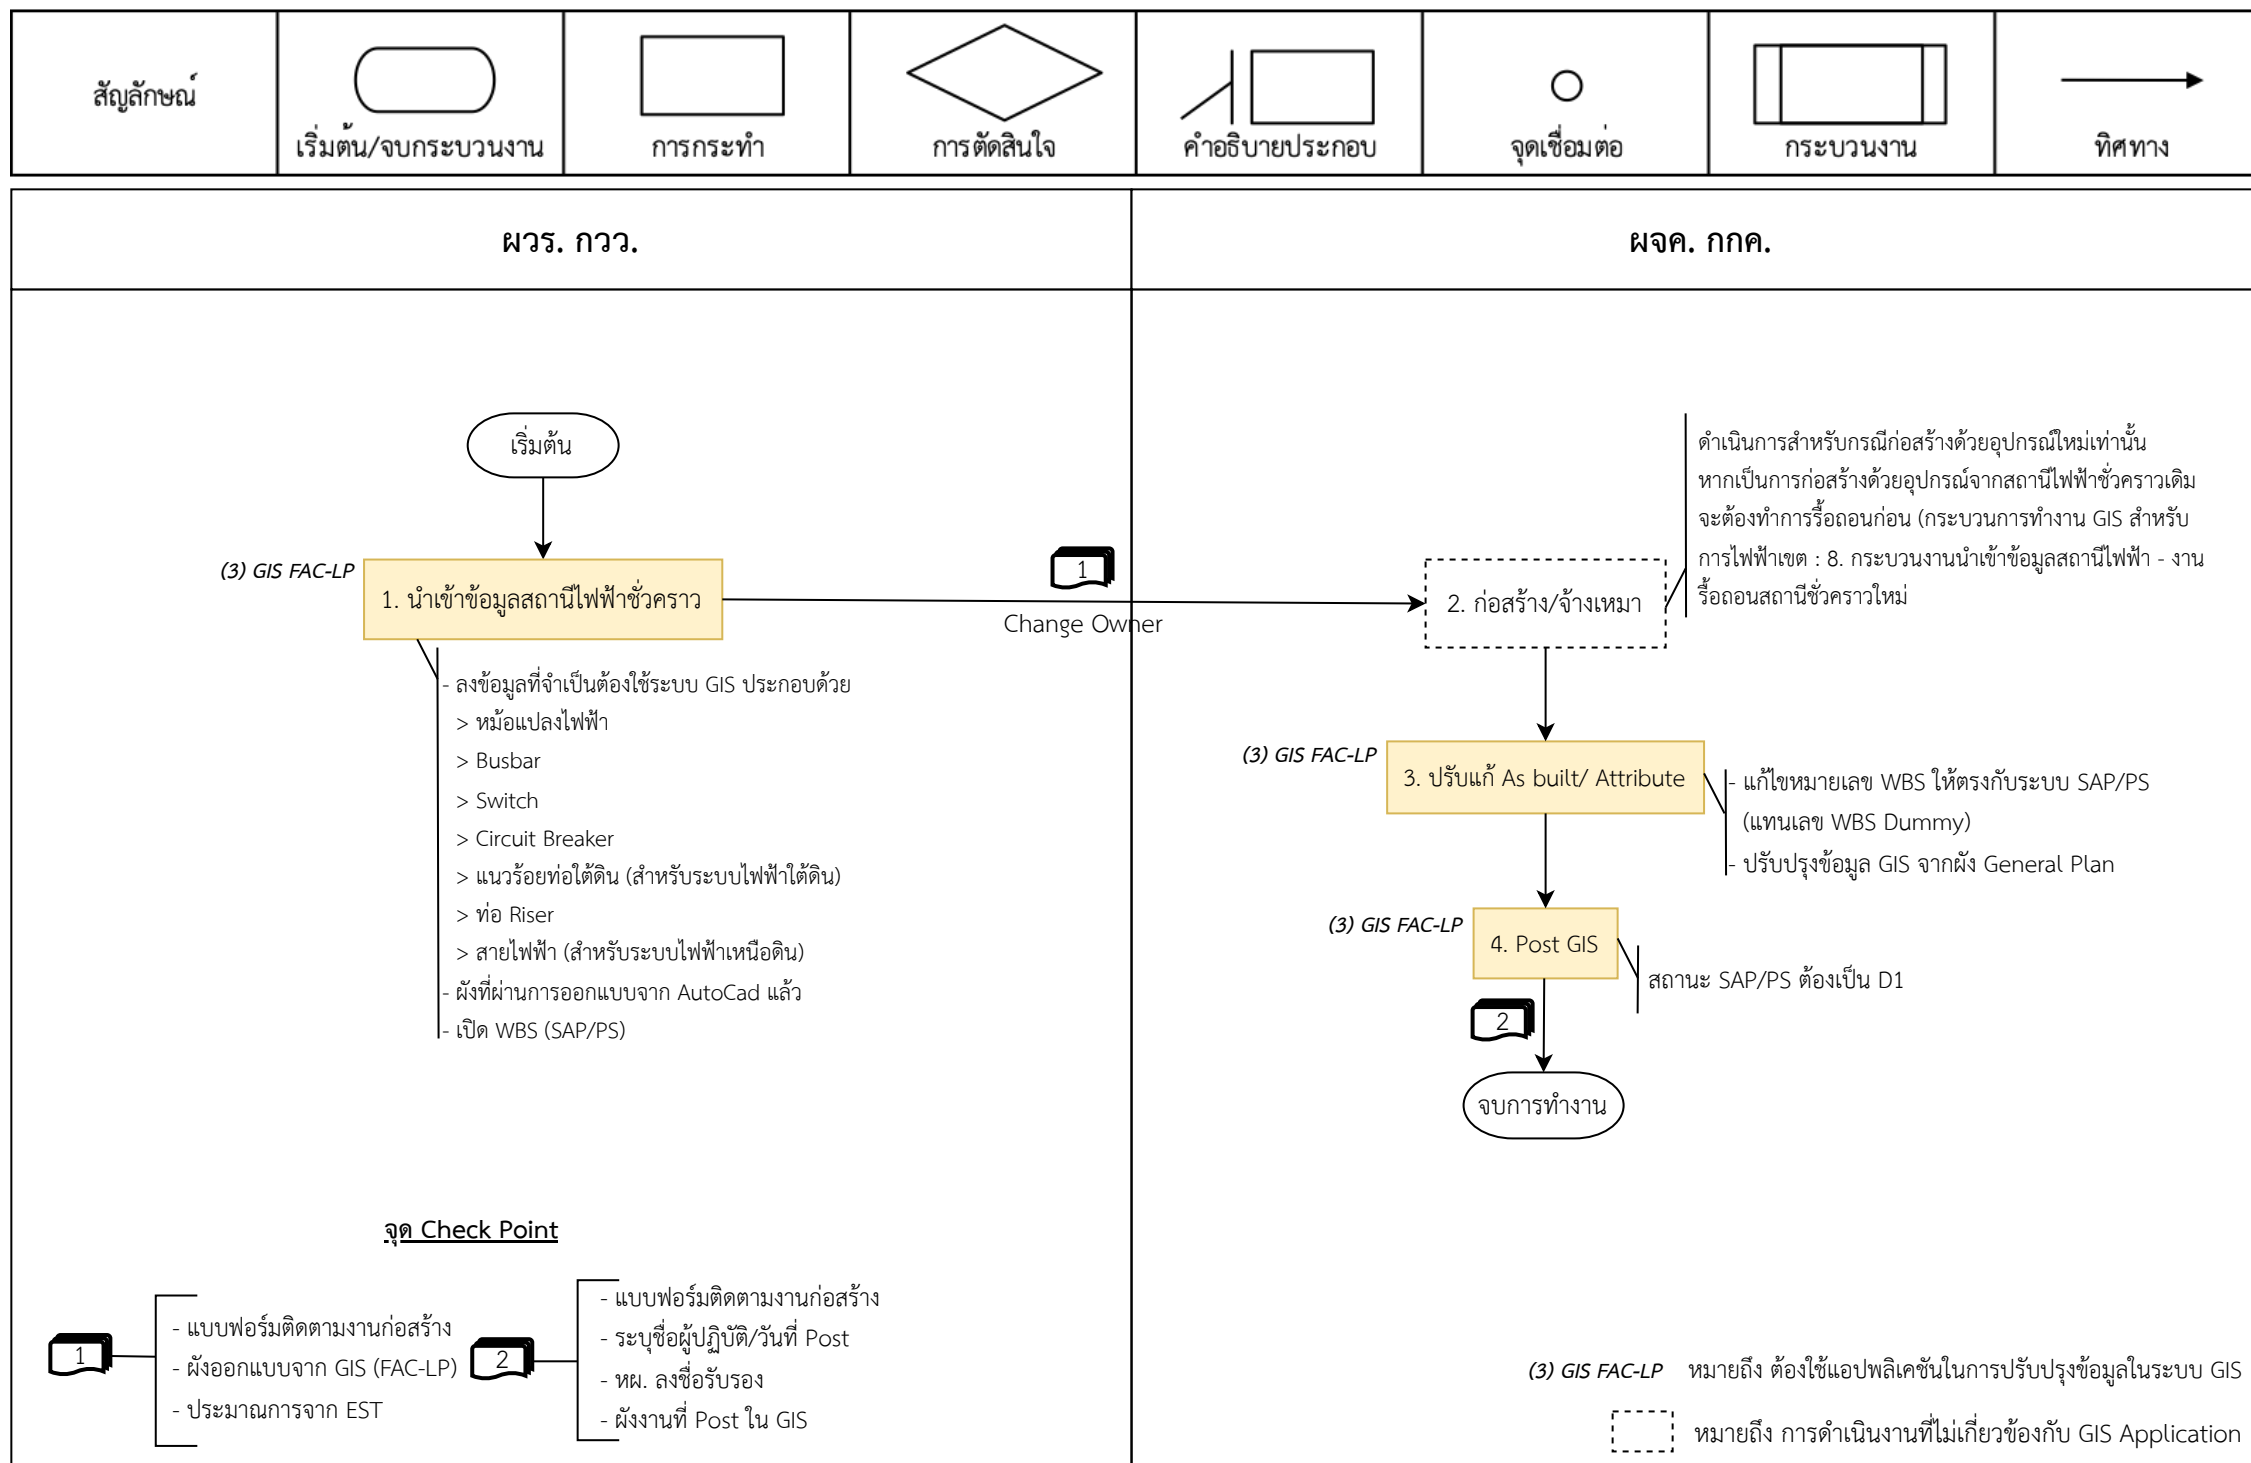 สัญลักษณ์
เริ่มต้น/จบกระบวนงาน
การกระทำ
การตัดสินใจ
คำอธิบายประกอบ
จุดเชื่อมต่อ
กระบวนงาน
ทิศทาง
ผวร. กวว.
ผจค. กกค.
เริ่มต้น
(3) GIS FAC-LP
1. นำเข้าข้อมูลสถานีไฟฟ้าชั่วคราว
- ลงข้อมูลที่จำเป็นต้องใช้ระบบ GIS ประกอบด้วย
> หม้อแปลงไฟฟ้า
> Busbar
> Switch
> Circuit Breaker
> แนวร้อยท่อใต้ดิน (สำหรับระบบไฟฟ้าใต้ดิน)
> ท่อ Riser
> สายไฟฟ้า (สำหรับระบบไฟฟ้าเหนือดิน)
- ผังที่ผ่านการออกแบบจาก AutoCad แล้ว
- เปิด WBS (SAP/PS)
1
Change Owner
2. ก่อสร้าง/จ้างเหมา
ดำเนินการสำหรับกรณีก่อสร้างด้วยอุปกรณ์ใหม่เท่านั้น
หากเป็นการก่อสร้างด้วยอุปกรณ์จากสถานีไฟฟ้าชั่วคราวเดิม
จะต้องทำการรื้อถอนก่อน (กระบวนการทำงาน GIS สำหรับ
การไฟฟ้าเขต : 8. กระบวนงานนำเข้าข้อมูลสถานีไฟฟ้า - งาน
รื้อถอนสถานีชั่วคราวใหม่
(3) GIS FAC-LP
3. ปรับแก้ As built/ Attribute
- แก้ไขหมายเลข WBS ให้ตรงกับระบบ SAP/PS
(แทนเลข WBS Dummy)
- ปรับปรุงข้อมูล GIS จากผัง General Plan
(3) GIS FAC-LP
4. Post GIS
สถานะ SAP/PS ต้องเป็น D1
2
จบการทำงาน
จุด Check Point
1
- แบบฟอร์มติดตามงานก่อสร้าง
- ผังออกแบบจาก GIS (FAC-LP)
- ประมาณการจาก EST
2
- แบบฟอร์มติดตามงานก่อสร้าง
- ระบุชื่อผู้ปฏิบัติ/วันที่ Post
- หผ. ลงชื่อรับรอง
- ผังงานที่ Post ใน GIS
(3) GIS FAC-LP หมายถึง ต้องใช้แอปพลิเคชันในการปรับปรุงข้อมูลในระบบ GIS
หมายถึง การดำเนินงานที่ไม่เกี่ยวข้องกับ GIS Application